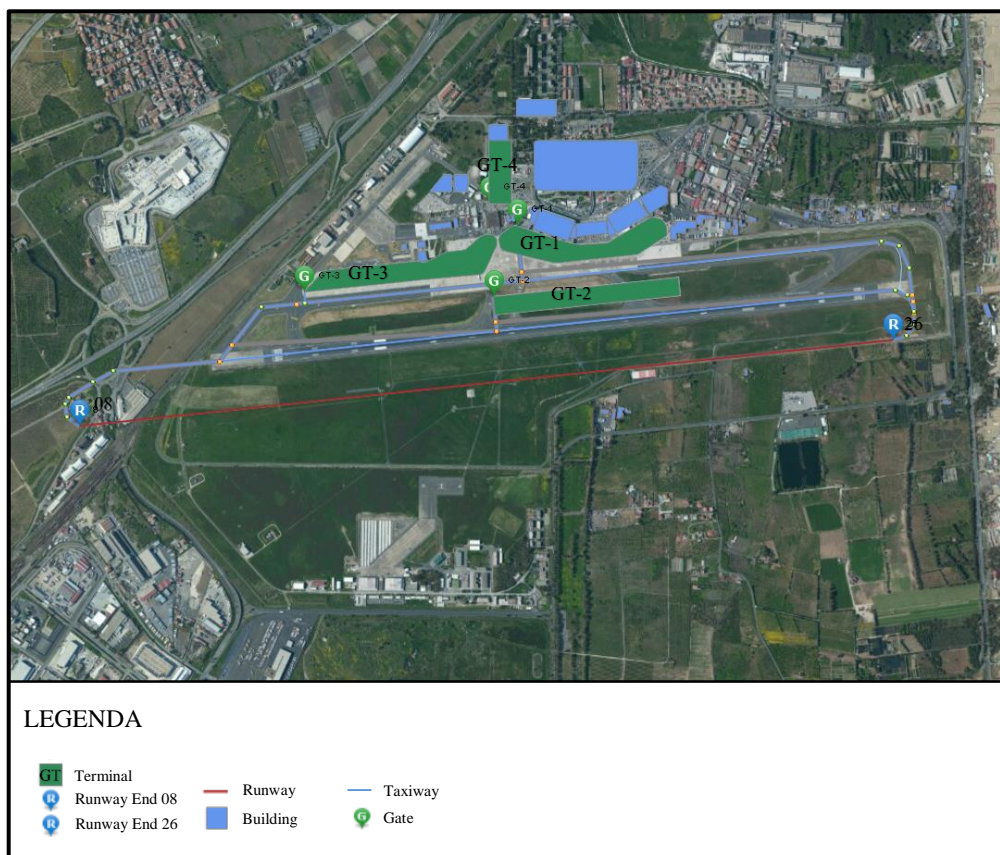 GT-4
GT-4
GT-1
GT-1
GT-3
GT-3
GT-2
GT-2
26
R
08
R
G
G
G
G
LEGENDA
GT Terminal
R Runway End 08
R Runway End 26
Runway
Building
Taxiway
G Gate